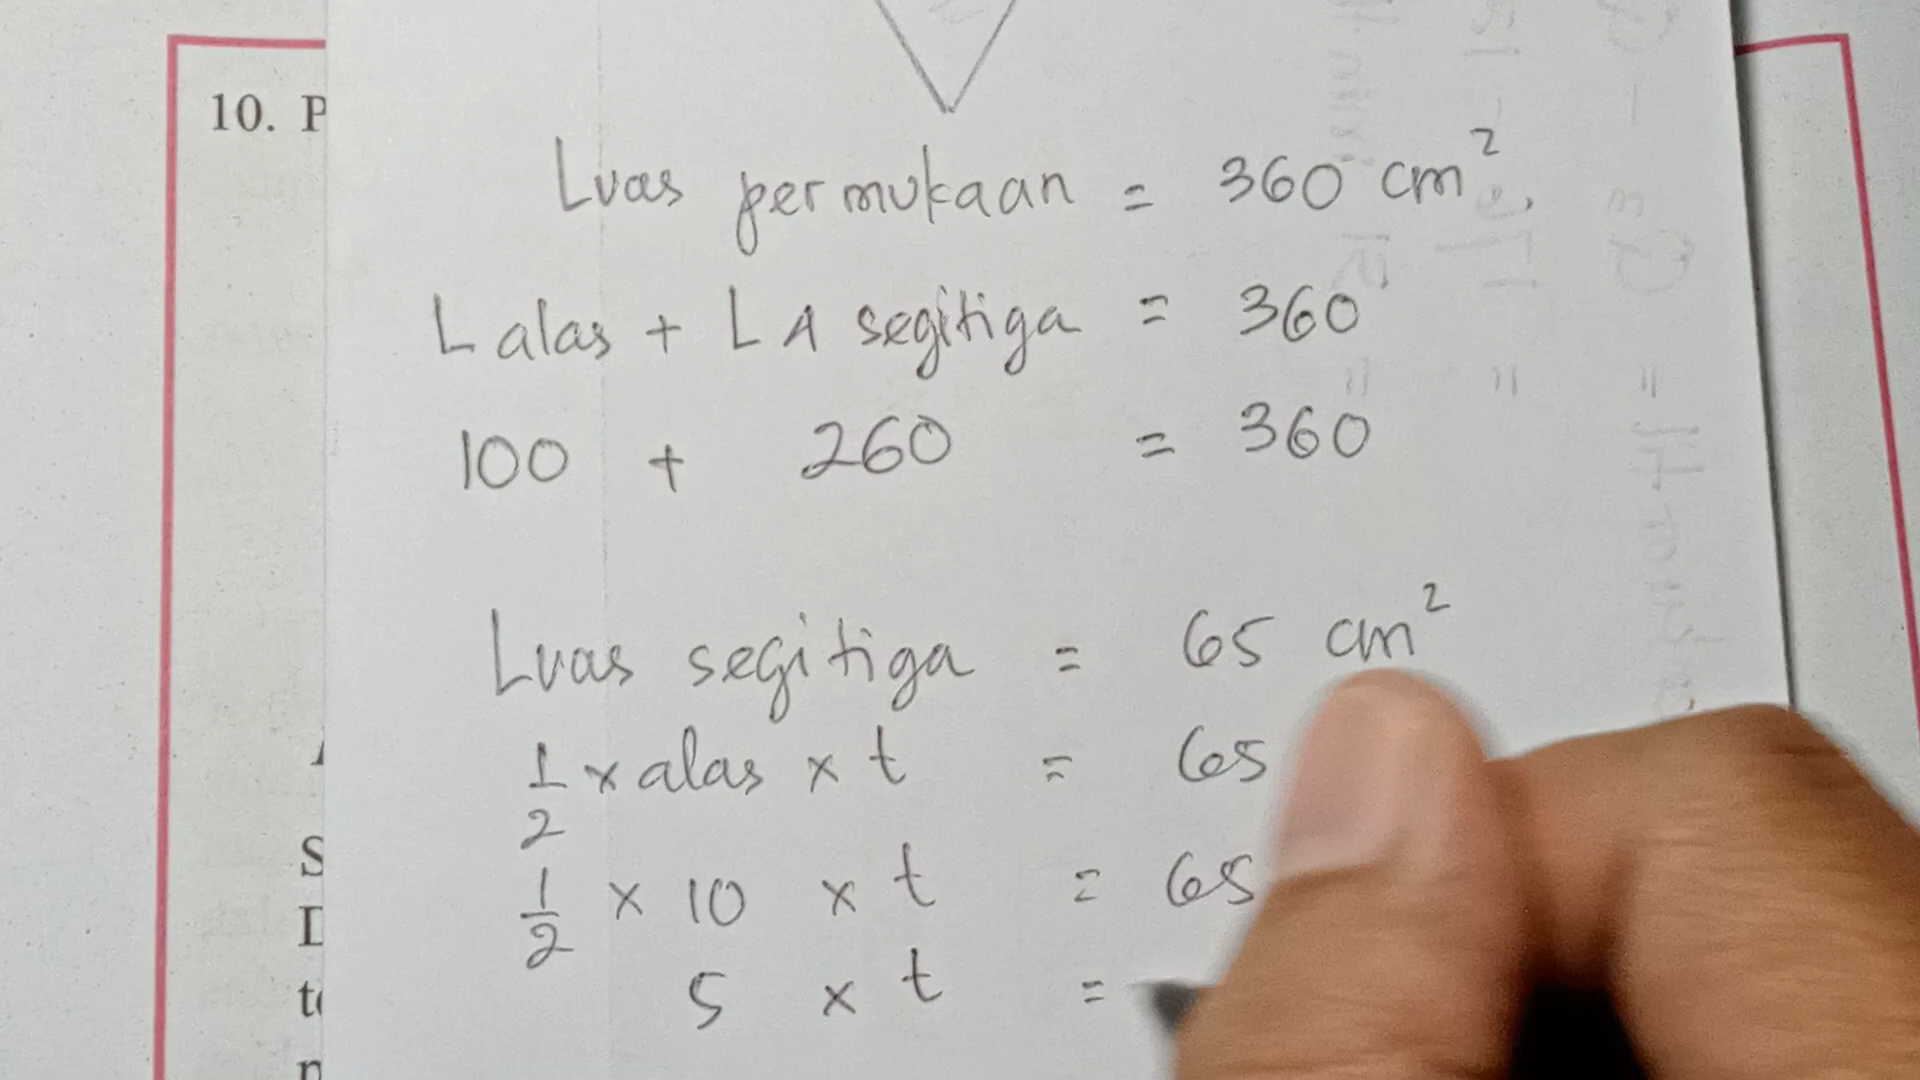 10. P
Luas permukaan = 360 cm².
L alas + L 4 segitiga = 360
100 + 260 = 360
Luas segitiga = 65 cm²
1/2 x alas x t = 65
1/2 x 10 x t = 65
S
D
5 x t =